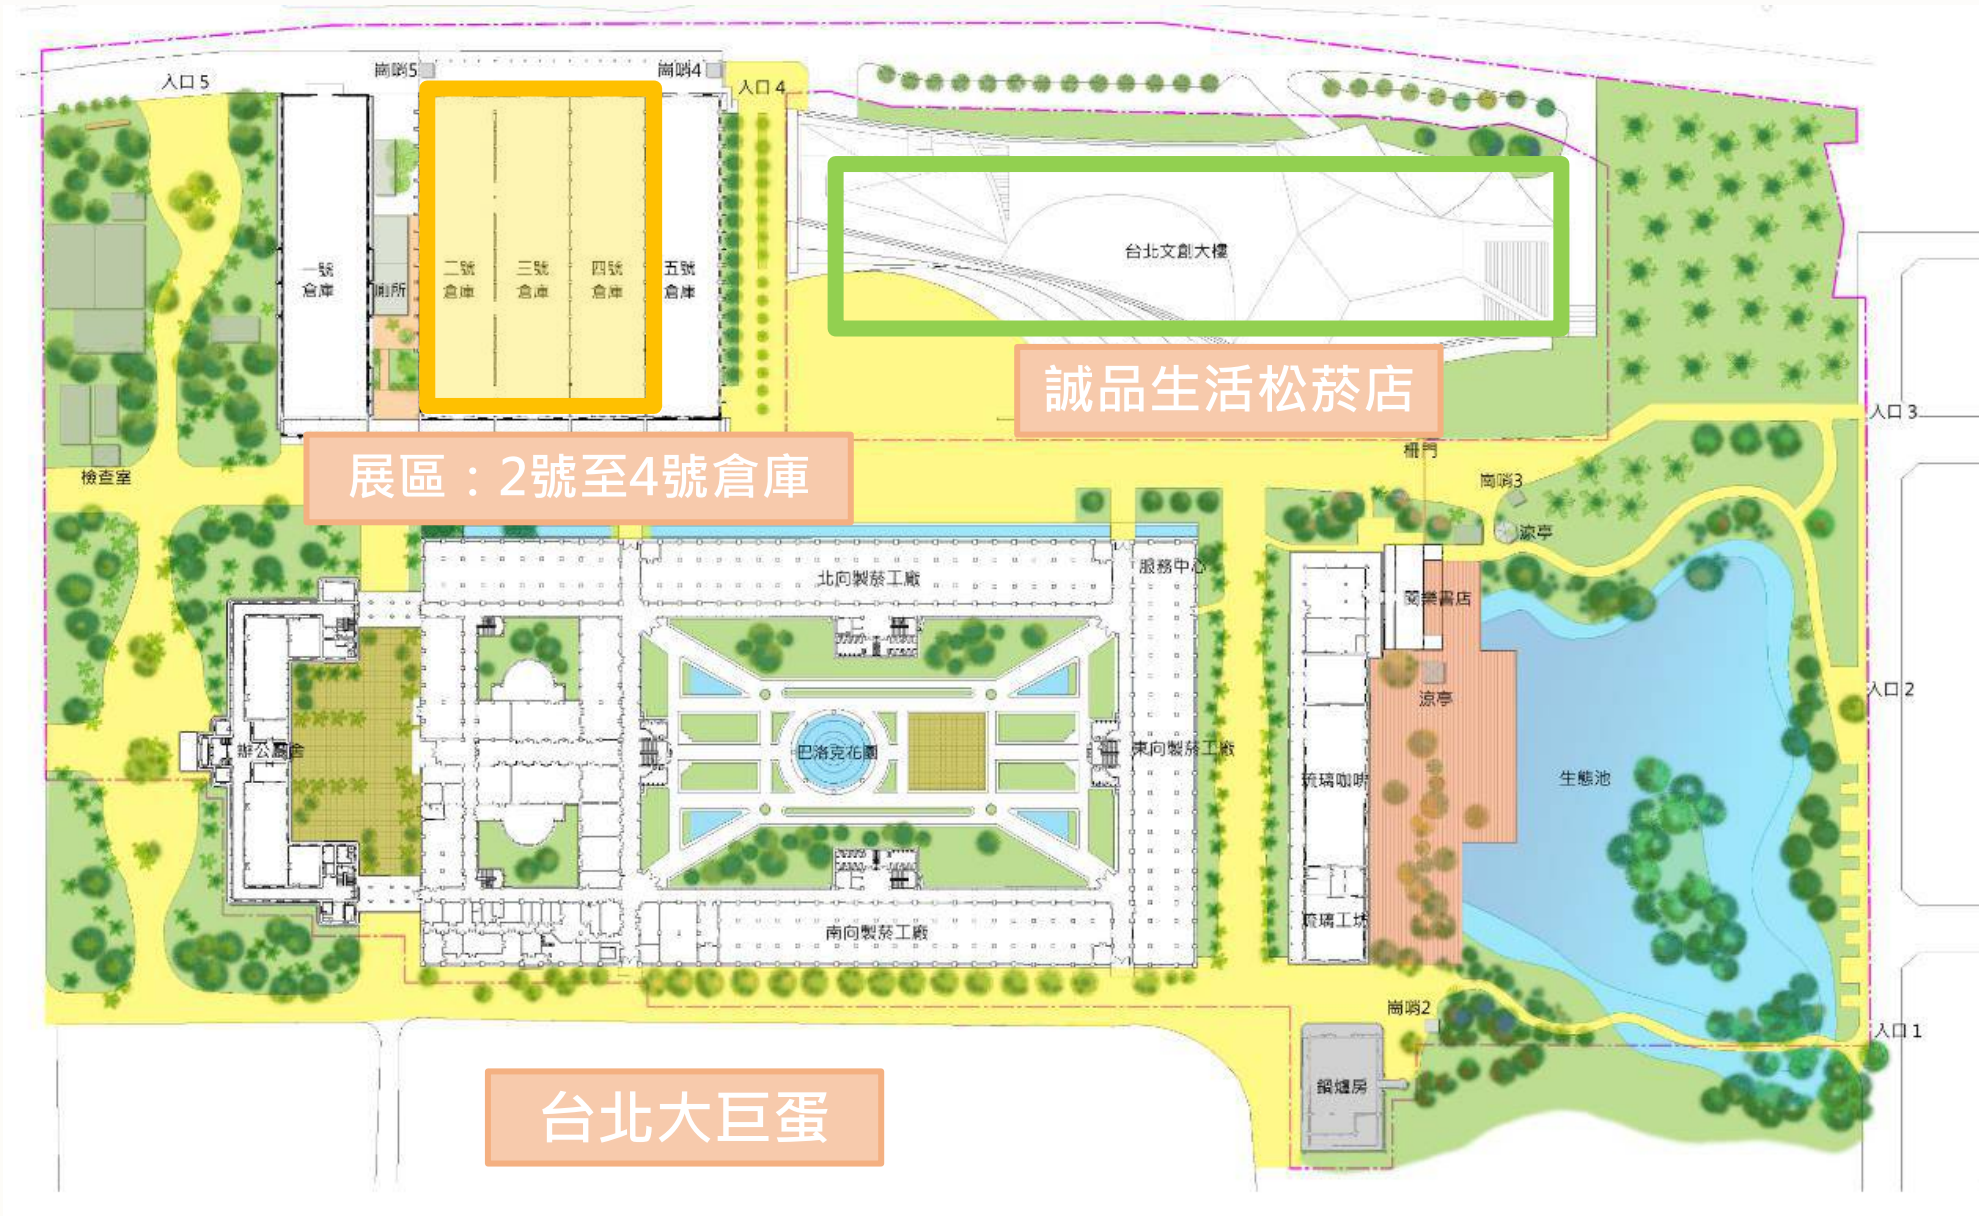 入口5
崗哨5
崗哨4
入口4
一號
倉庫
廁所
二號
倉庫
三號
倉庫
四號
倉庫
五號
倉庫
台北文創大樓
誠品生活松菸店
入口3
柵門
展區：2號至4號倉庫
檢查室
崗哨3
涼亭
北向製菸工廠
服務中心
閱樂書店
入口2
涼亭
辦公廳舍
巴洛克花園
東向製菸工廠
琉璃咖啡
生態池
南向製菸工廠
琉璃工坊
崗哨2
入口1
鍋爐房
台北大巨蛋